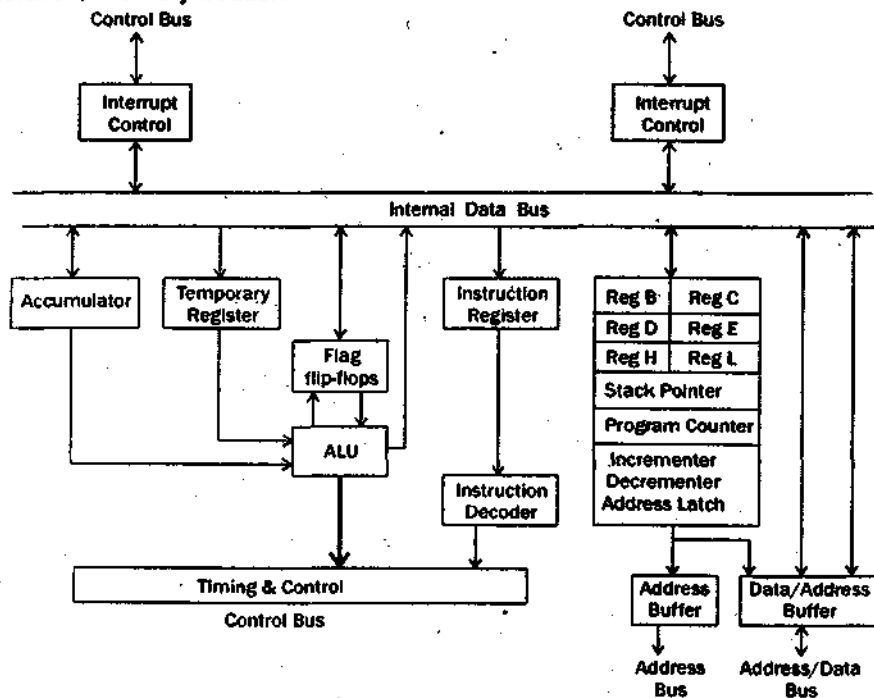 Control Bus
Control Bus
Interrupt
Control
Interrupt
Control
Internal Data Bus
Accumulator
Temporary
Register
Instruction
Register
Reg B
Reg C
Reg D
Reg E
Reg H
Reg L
Flag
flip-flops
Stack Pointer
Program Counter
ALU
Incrementer
Decrementer
Address Latch
Instruction
Decoder
Timing & Control
Control Bus
Address
Buffer
Data/Address
Buffer
Address
Bus
Address/Data
Bus